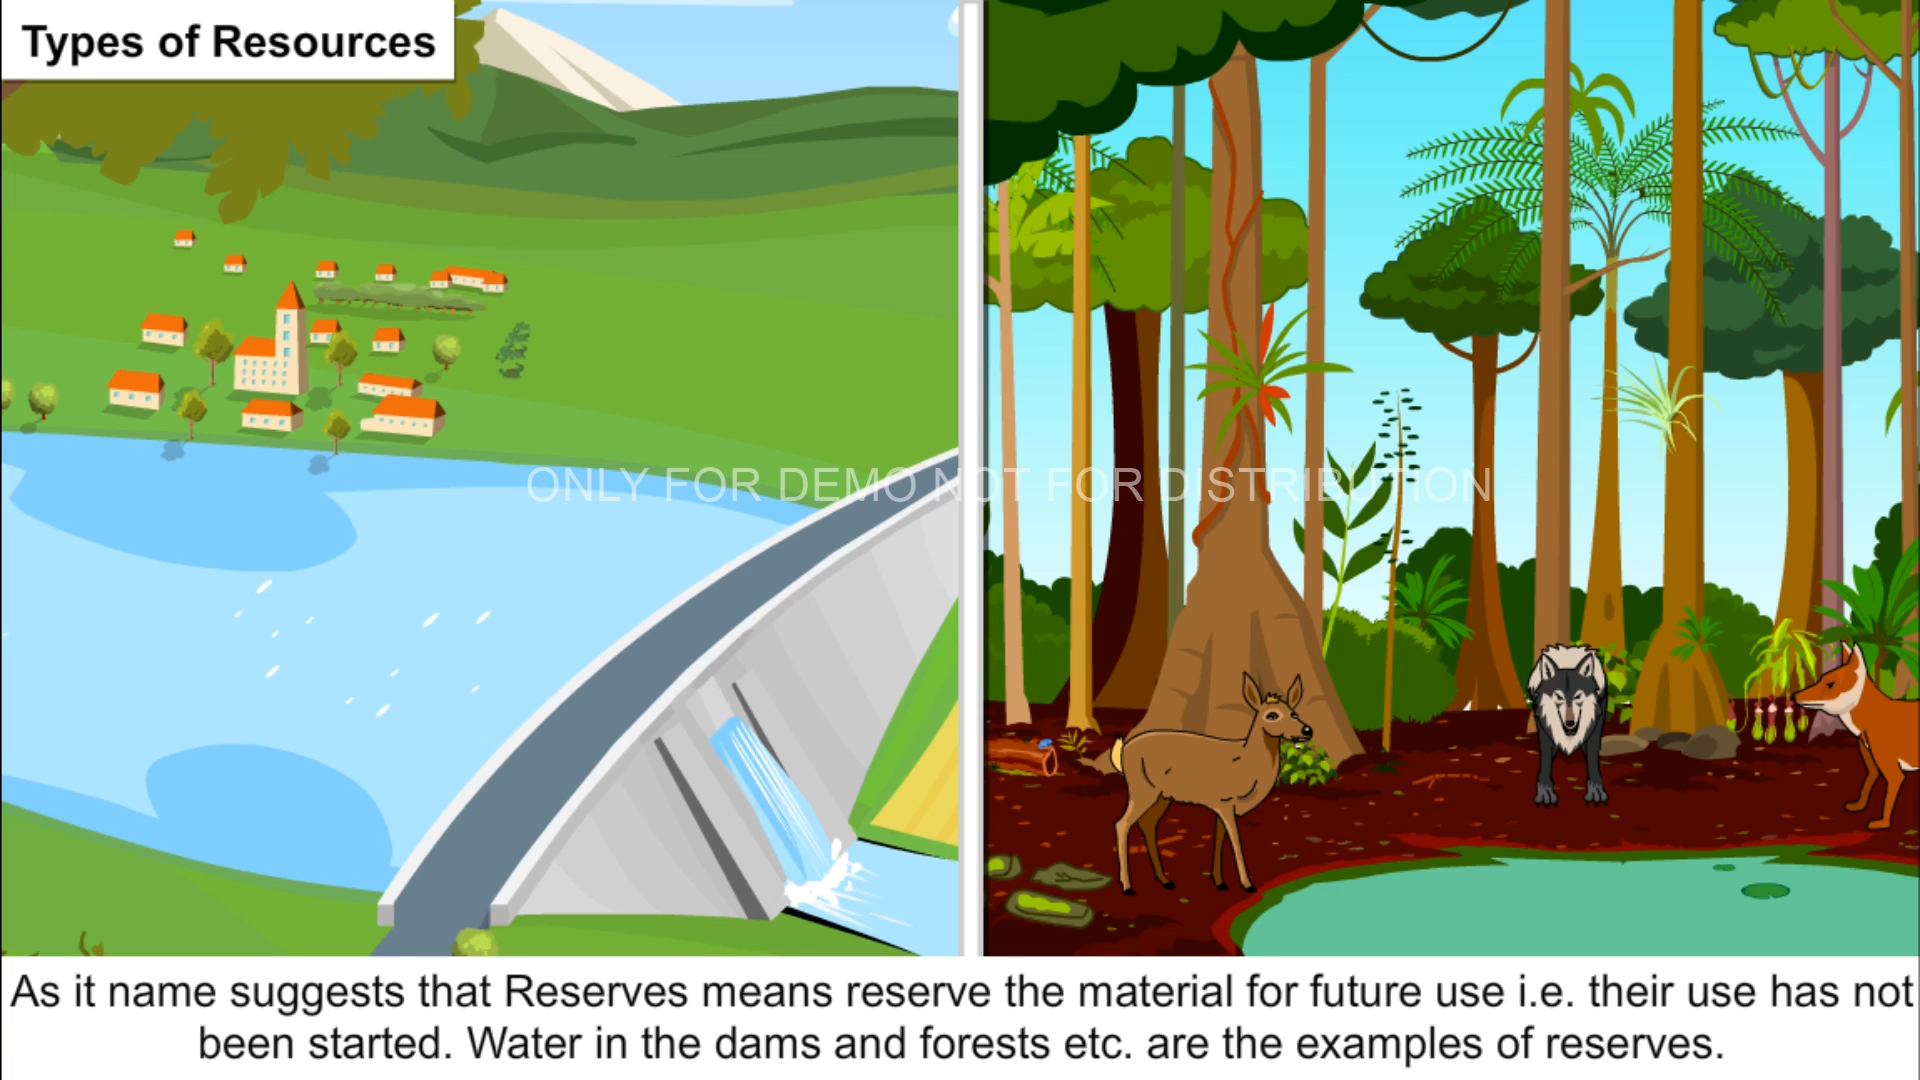 Types of Resources
ONLY FOR DEMO NOT FOR DISTRIBUTION
As it name suggests that Reserves means reserve the material for future use i.e. their use has not
been started. Water in the dams and forests etc. are the examples of reserves.